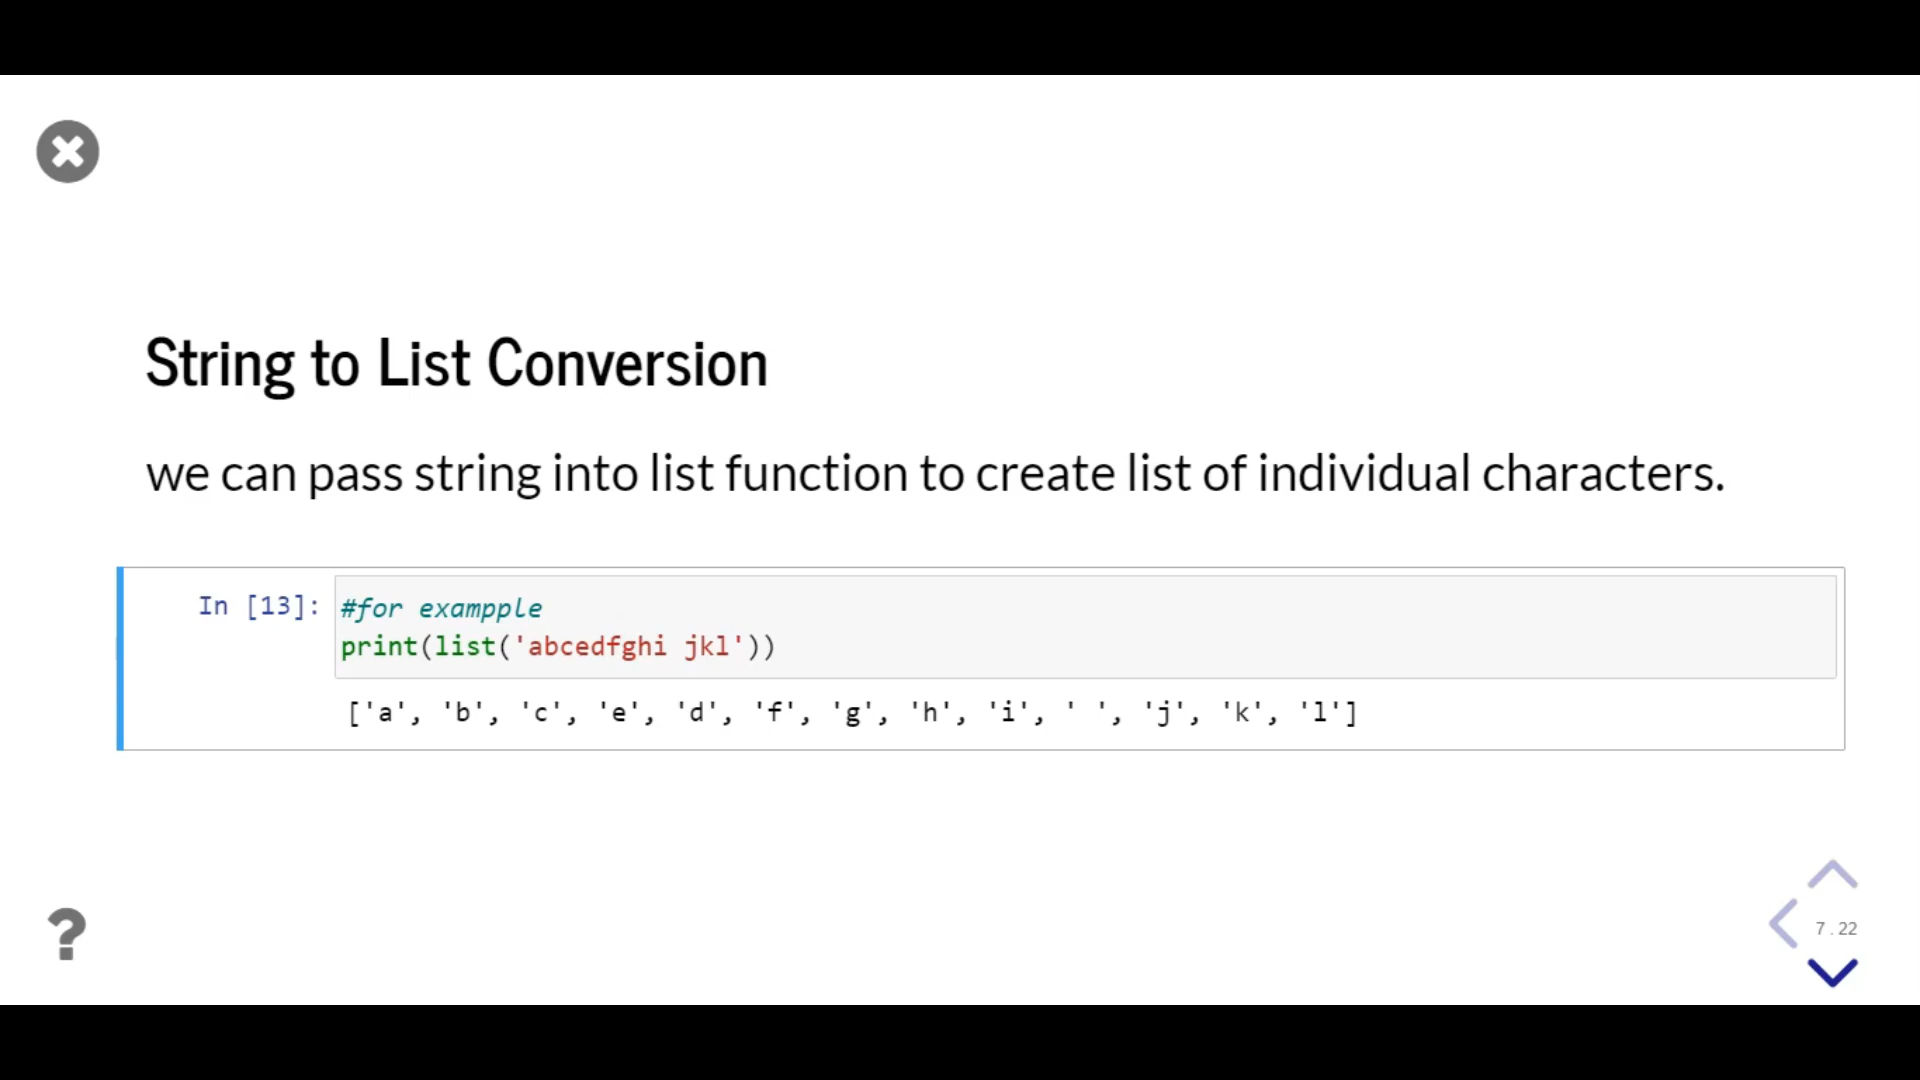 String to List Conversion
we can pass string into list function to create list of individual characters.
In [13]: #for exampple
print(list('abcedfghi jkl'))
['a', 'b', 'c', 'e', 'd', 'f', 'g', 'h', 'i', ' ', 'j', 'k', 'l']
?
7 . 22